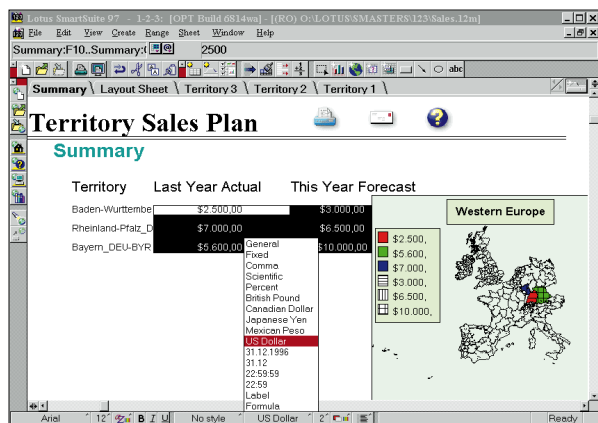 Lotus SmartSuite 97 - 1-2-3: [OPT Build 6814wa] - [(RO) O:\LOTUS\SMASTERS\123\Sales.12m]
File Edit View Create Range Sheet Window Help
Summary:F10..Summary:( @ 2500
abc
Summary \ Layout Sheet \ Territory 3 \ Territory 2 \ Territory 1 \
Territory Sales Plan
Summary
Territory Last Year Actual This Year Forecast
Baden-Wurttembe $2.500,00 $3.000,00
Rheinland-Pfalz_D $7.000,00 $6.500,00
Bayern_DEU-BYR $5.600,00 $10.000,00
General
Fixed
Comma
Scientific
Percent
British Pound
Canadian Dollar
Japanese Yen
Mexican Peso
US Dollar
31.12.1996
31.12
22:59:59
22:59
Label
Formula
Western Europe
$2.500,
$5.600,
$7.000,
$3.000,
$6.500,
$10.000,
Arial 12 B I U No style US Dollar 2 Ready